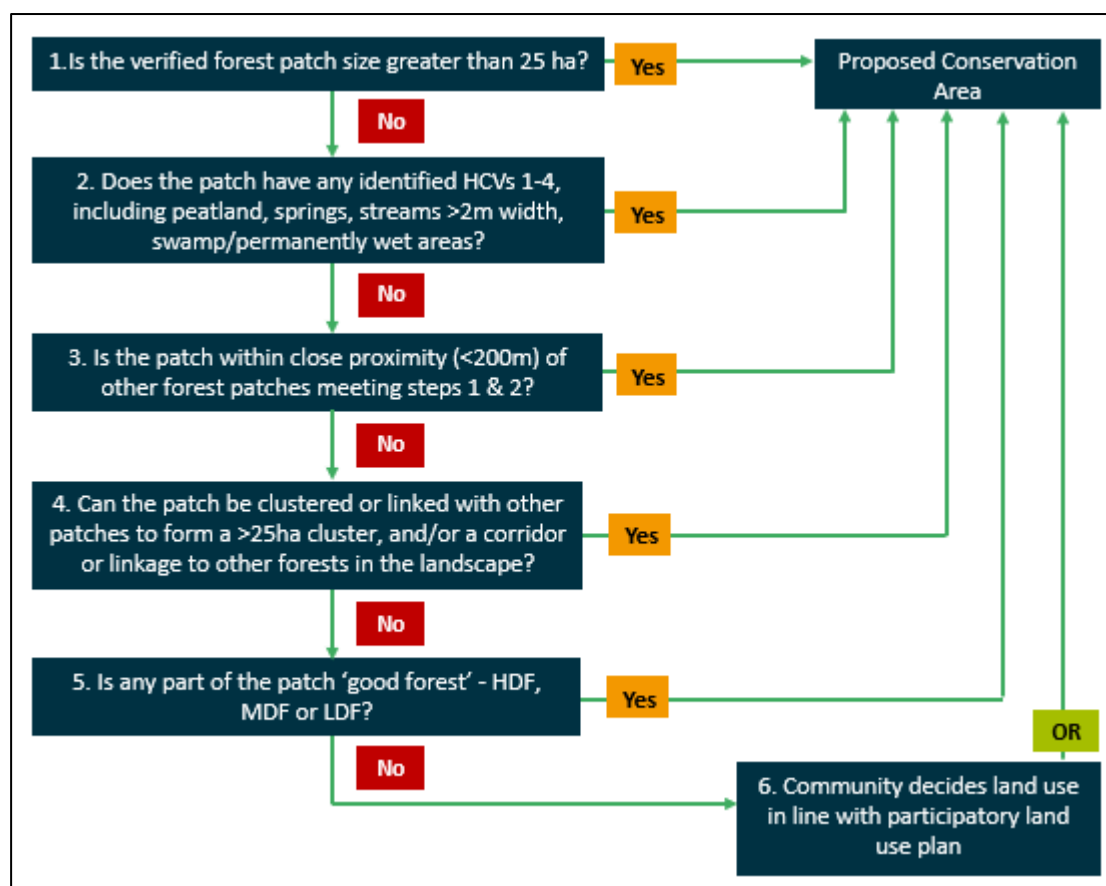 1.Is the verified forest patch size greater than 25 ha?
Yes
Proposed Conservation
Area
No
2. Does the patch have any identified HCVs 1-4,
including peatland, springs, streams >2m width,
swamp/permanently wet areas?
Yes
No
3. Is the patch within close proximity (<200m) of
other forest patches meeting steps 1 & 2?
Yes
No
4. Can the patch be clustered or linked with other
patches to form a >25ha cluster, and/or a corridor
or linkage to other forests in the landscape?
Yes
No
5. Is any part of the patch ‘good forest’ - HDF,
MDF or LDF?
Yes
No
OR
6. Community decides land use
in line with participatory land
use plan